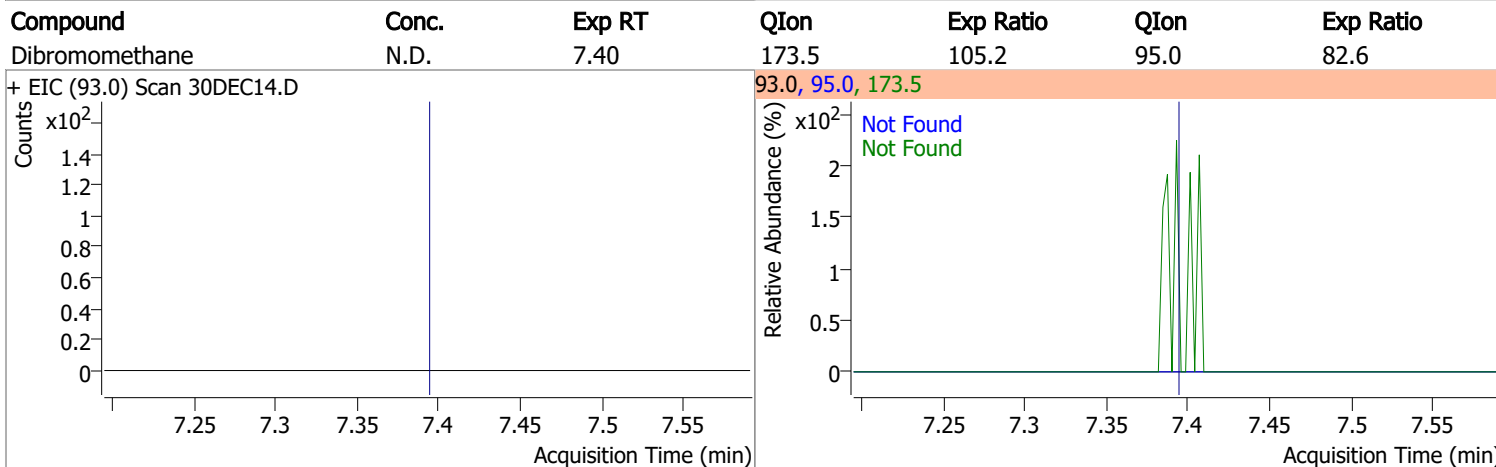 Compound Conc. Exp RT QIon Exp Ratio QIon Exp Ratio
Dibromomethane N.D. 7.40 173.5 105.2 95.0 82.6
+ EIC (93.0) Scan 30DEC14.D
Counts
x10²
1.4
1.2
1
0.8
0.6
0.4
0.2
0
7.25 7.3 7.35 7.4 7.45 7.5 7.55
Acquisition Time (min)
93.0, 95.0, 173.5
Relative Abundance (%)
x10²
Not Found
Not Found
2
1.5
1
0.5
0
7.25 7.3 7.35 7.4 7.45 7.5 7.55
Acquisition Time (min)